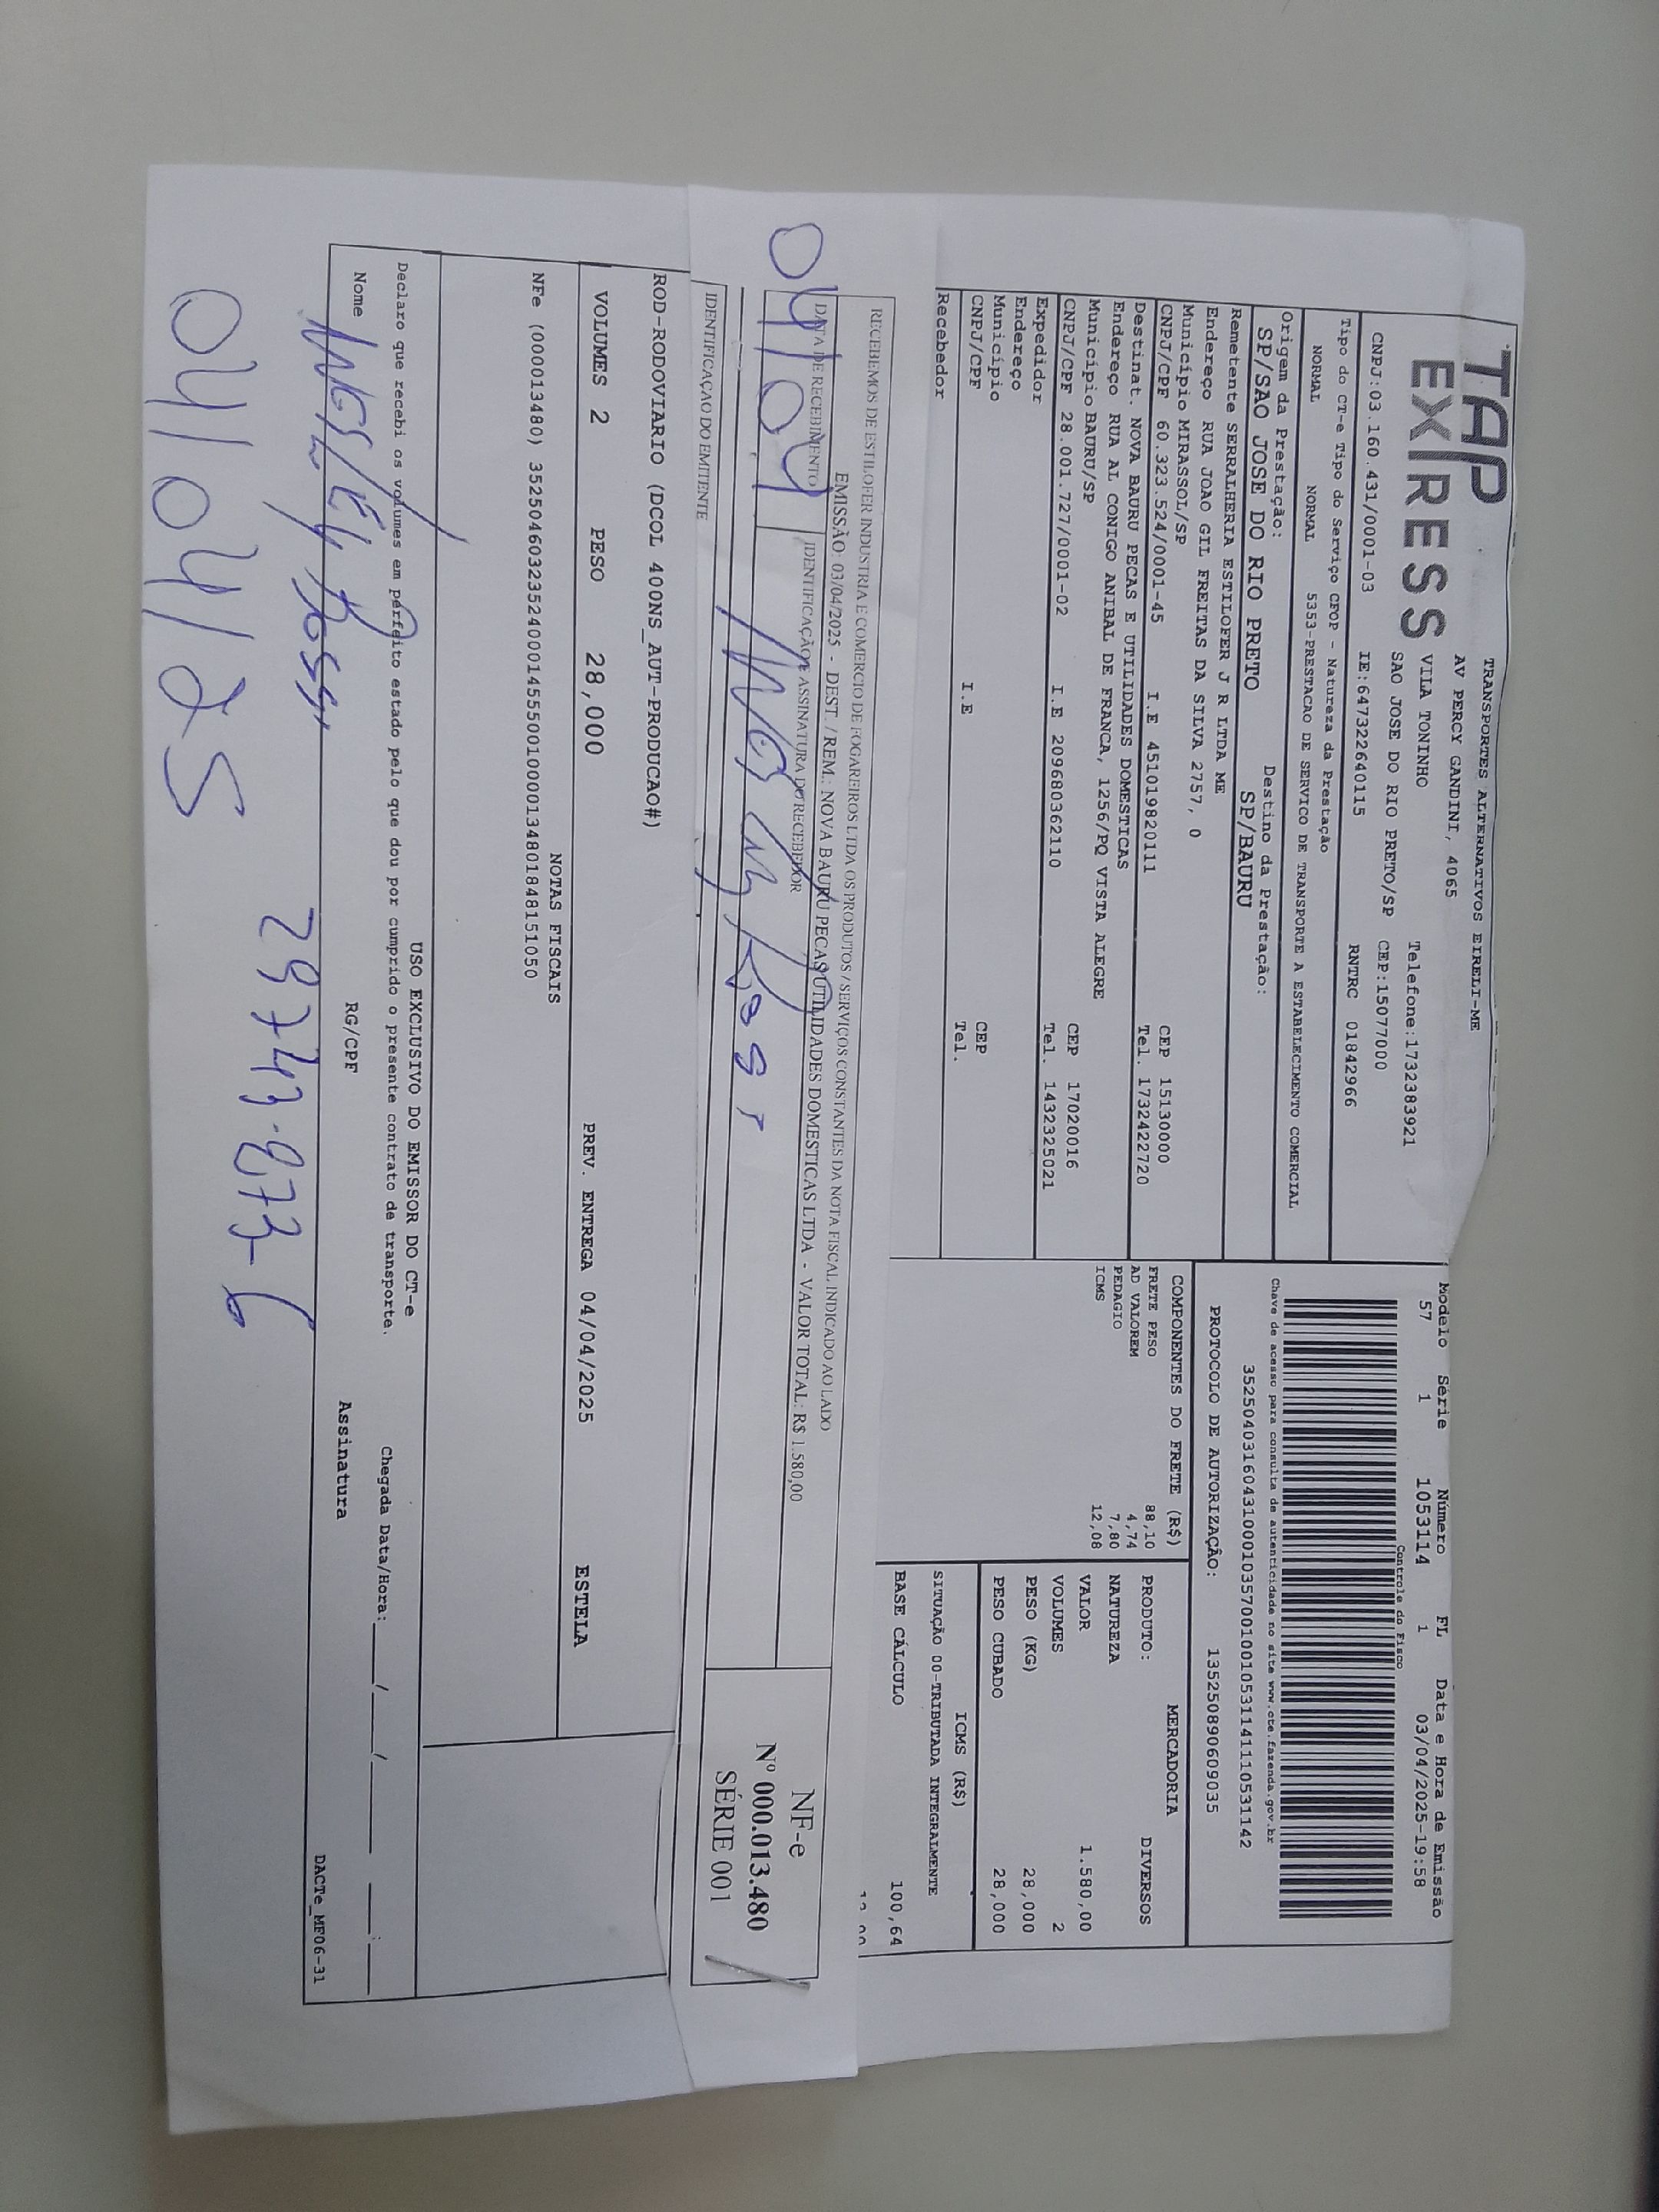 TAP
EXPRESS
TRANSPORTES ALTERNATIVOS EIRELI-ME
AV PERCY GANDINI, 4065
VILA TONINHO
SAO JOSE DO RIO PRETO/SP
Telefone:1732383921
CEP:15077000
CNPJ:03.160.431/0001-03 IE:647322640115 RNTRC 01842966
Tipo do CT-e Tipo do Serviço CFOP - Natureza da Prestação
NORMAL NORMAL 5353-PRESTACAO DE SERVICO DE TRANSPORTE A ESTABELECIMENTO COMERCIAL
Origem da Prestação: Destino da Prestação:
SP/SAO JOSE DO RIO PRETO SP/BAURU
Remetente SERRALHERIA ESTILOFER J R LTDA ME
Endereço RUA JOAO GIL FREITAS DA SILVA 2757, 0
Município MIRASSOL/SP CEP 15130000
CNPJ/CPF 60.323.524/0001-45 I.E 451019820111 Tel. 1732422720
Destinat. NOVA BAURU PECAS E UTILIDADES DOMESTICAS
Endereço RUA AL CONIGO ANIBAL DE FRANCA, 1256/PQ VISTA ALEGRE
Município BAURU/SP CEP 17020016
CNPJ/CPF 28.001.727/0001-02 I.E 209680362110 Tel. 1432325021
Expedidor
Endereço
Município CEP
CNPJ/CPF I.E Tel.
Recebedor
Modelo Série Número FL Data e Hora de Emissão
57 1 1053114 1 03/04/2025-19:58
Controle do Fisco
Chave de acesso para consulta de autenticidade no site www.cte.fazenda.gov.br
35250403160431000103570010010531141110531142
PROTOCOLO DE AUTORIZAÇÃO: 135250890609035
COMPONENTES DO FRETE (R$)
FRETE PESO 88,10
AD VALOREM 4,74
PEDAGIO 7,80
ICMS 12,08
MERCADORIA
PRODUTO: DIVERSOS
NATUREZA
VALOR 1.580,00
VOLUMES 2
PESO (KG) 28,000
PESO CUBADO 28,000
ICMS (R$)
SITUAÇÃO 00-TRIBUTADA INTEGRALMENTE
BASE CÁLCULO 100,64
RECEBEMOS DE ESTILOFER INDUSTRIA E COMERCIO DE FOGAREIROS LTDA OS PRODUTOS / SERVIÇOS CONSTANTES DA NOTA FISCAL INDICADO AO LADO
EMISSÃO: 03/04/2025 - DEST. / REM.: NOVA BAURU PECAS UTILIDADES DOMESTICAS LTDA - VALOR TOTAL: R$ 1.580,00
DATA DE RECEBIMENTO IDENTIFICAÇÃO E ASSINATURA DO RECEBEDOR
04/04
IDENTIFICAÇAO DO EMITENTE
NF-e
Nº 000.013.480
SÉRIE 001
ROD-RODOVIARIO (DCOL 400NS_AUT-PRODUCAO#)
VOLUMES 2 PESO 28,000 PREV. ENTREGA 04/04/2025 ESTELA
NOTAS FISCAIS
NFe (000013480) 35250460323524000145550010000134801848151050
USO EXCLUSIVO DO EMISSOR DO CT-e
Declaro que recebi os volumes em perfeito estado pelo que dou por cumprido o presente contrato de transporte. Chegada Data/Hora:___/___/____ ___:___
Nome RG/CPF Assinatura
29743.873-6
04/04/25
DACTe_MF06-31